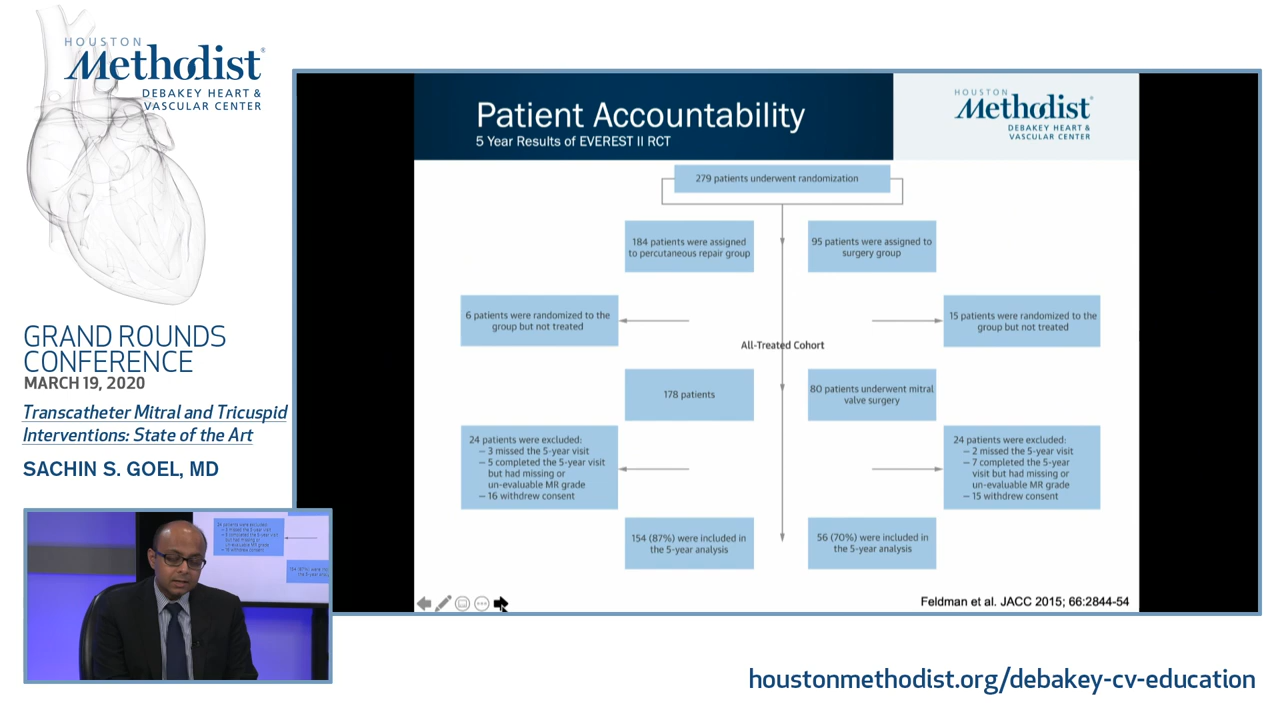 HOUSTON
Methodist®
DEBAKEY HEART &
VASCULAR CENTER
GRAND ROUNDS
CONFERENCE
MARCH 19, 2020
Transcatheter Mitral and Tricuspid
Interventions: State of the Art
SACHIN S. GOEL, MD
Patient Accountability
5 Year Results of EVEREST II RCT
HOUSTON
Methodist®
DEBAKEY HEART &
VASCULAR CENTER
279 patients underwent randomization
184 patients were assigned
to percutaneous repair group
95 patients were assigned to
surgery group
6 patients were randomized to the
group but not treated
15 patients were randomized to the
group but not treated
All-Treated Cohort
178 patients
80 patients underwent mitral
valve surgery
24 patients were excluded:
– 3 missed the 5-year visit
– 5 completed the 5-year visit
but had missing or
un-evaluable MR grade
– 16 withdrew consent
24 patients were excluded:
– 2 missed the 5-year visit
– 7 completed the 5-year
visit but had missing or
un-evaluable MR grade
– 15 withdrew consent
154 (87%) were included in
the 5-year analysis
56 (70%) were included in
the 5-year analysis
Feldman et al. JACC 2015; 66:2844-54
houstonmethodist.org/debakey-cv-education